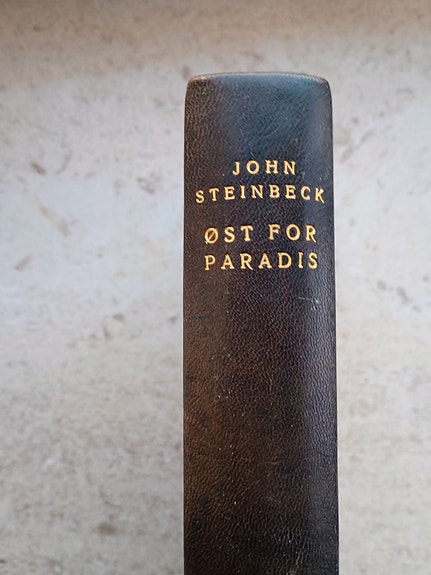 JOHN
STEINBECK
ØST FOR
PARADIS